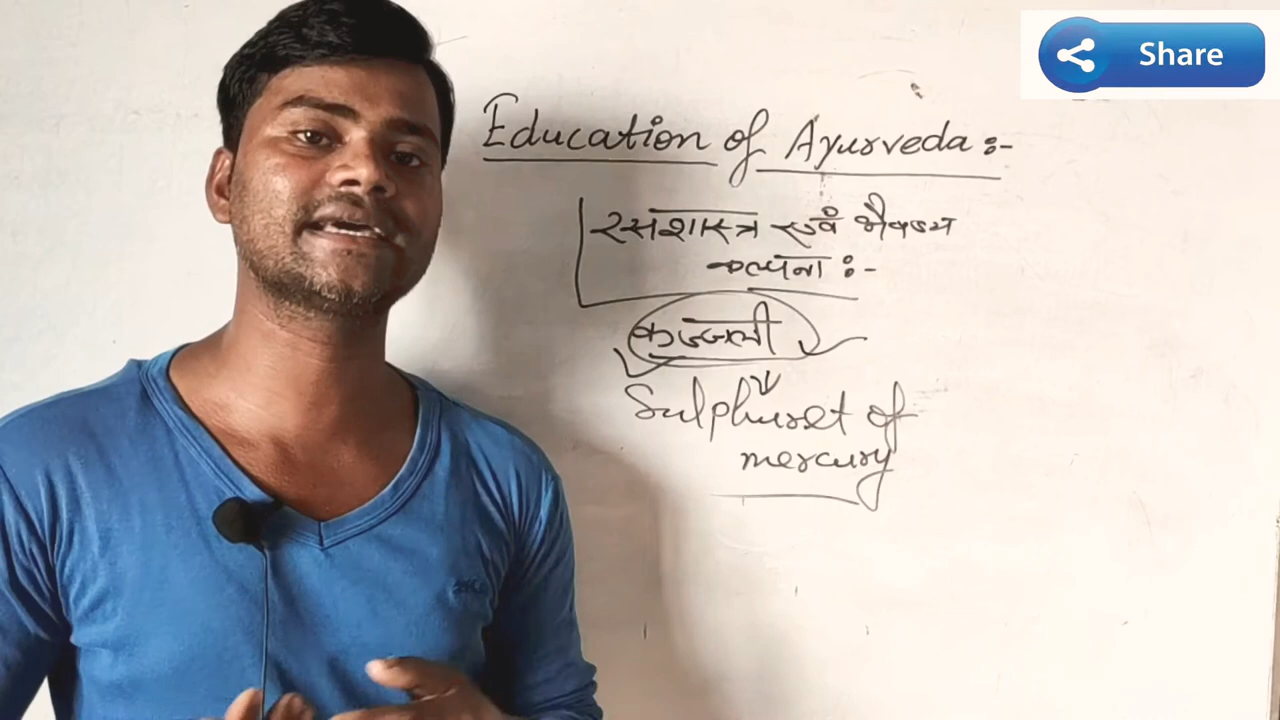 Share
Education of Ayurveda :-
रसशास्त्र एवं भैषज्य
कल्पना :-
कज्जली
Sulphuret of
mercury